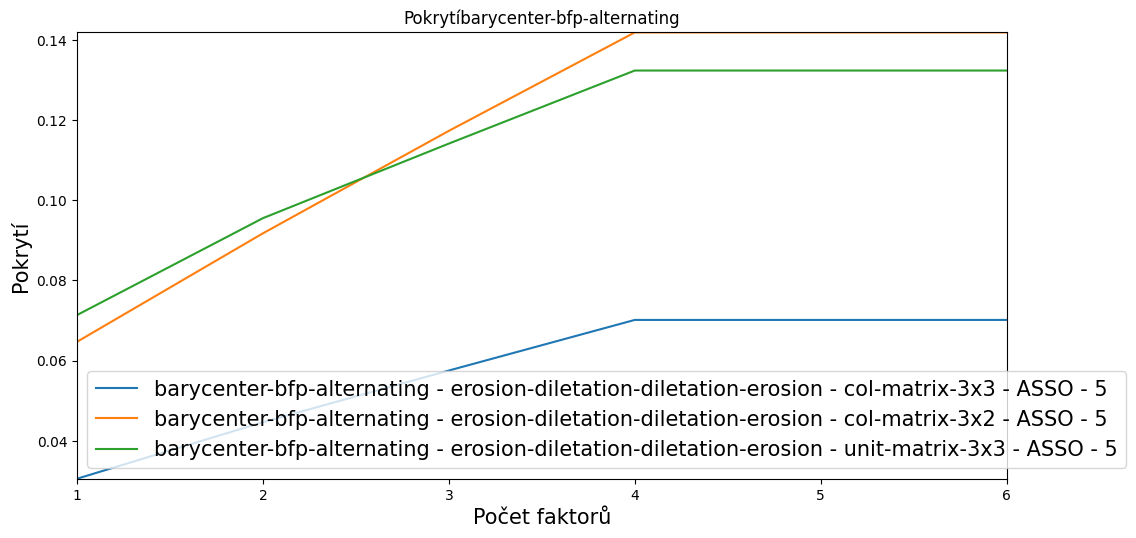 Pokrytíbarycenter-bfp-alternating
0.14
0.12
0.10
0.08
0.06
0.04
Pokrytí
barycenter-bfp-alternating - erosion-diletation-diletation-erosion - col-matrix-3x3 - ASSO - 5
barycenter-bfp-alternating - erosion-diletation-diletation-erosion - col-matrix-3x2 - ASSO - 5
barycenter-bfp-alternating - erosion-diletation-diletation-erosion - unit-matrix-3x3 - ASSO - 5
1 2 3 4 5 6
Počet faktorů